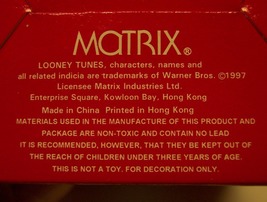 MATRIX®
LOONEY TUNES, characters, names and
all related indicia are trademarks of Warner Bros. ©1997
Licensee Matrix Industries Ltd.
Enterprise Square, Kowloon Bay, Hong Kong
Made in China Printed in Hong Kong
MATERIALS USED IN THE MANUFACTURE OF THIS PRODUCT AND
PACKAGE ARE NON-TOXIC AND CONTAIN NO LEAD
IT IS RECOMMENDED, HOWEVER, THAT THEY BE KEPT OUT OF
THE REACH OF CHILDREN UNDER THREE YEARS OF AGE.
THIS IS NOT A TOY. FOR DECORATION ONLY.